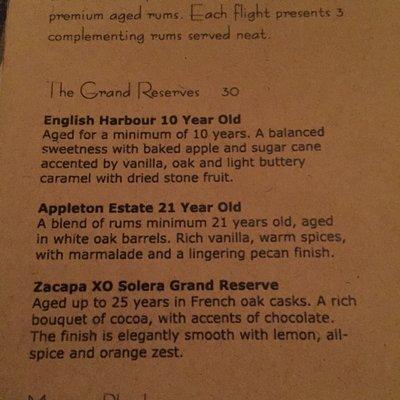 premium aged rums. Each flight presents 3
complementing rums served neat.
The Grand Reserves 30
English Harbour 10 Year Old
Aged for a minimum of 10 years. A balanced
sweetness with baked apple and sugar cane
accented by vanilla, oak and light buttery
caramel with dried stone fruit.
Appleton Estate 21 Year Old
A blend of rums minimum 21 years old, aged
in white oak barrels. Rich vanilla, warm spices,
with marmalade and a lingering pecan finish.
Zacapa XO Solera Grand Reserve
Aged up to 25 years in French oak casks. A rich
bouquet of cocoa, with accents of chocolate.
The finish is elegantly smooth with lemon, all-
spice and orange zest.